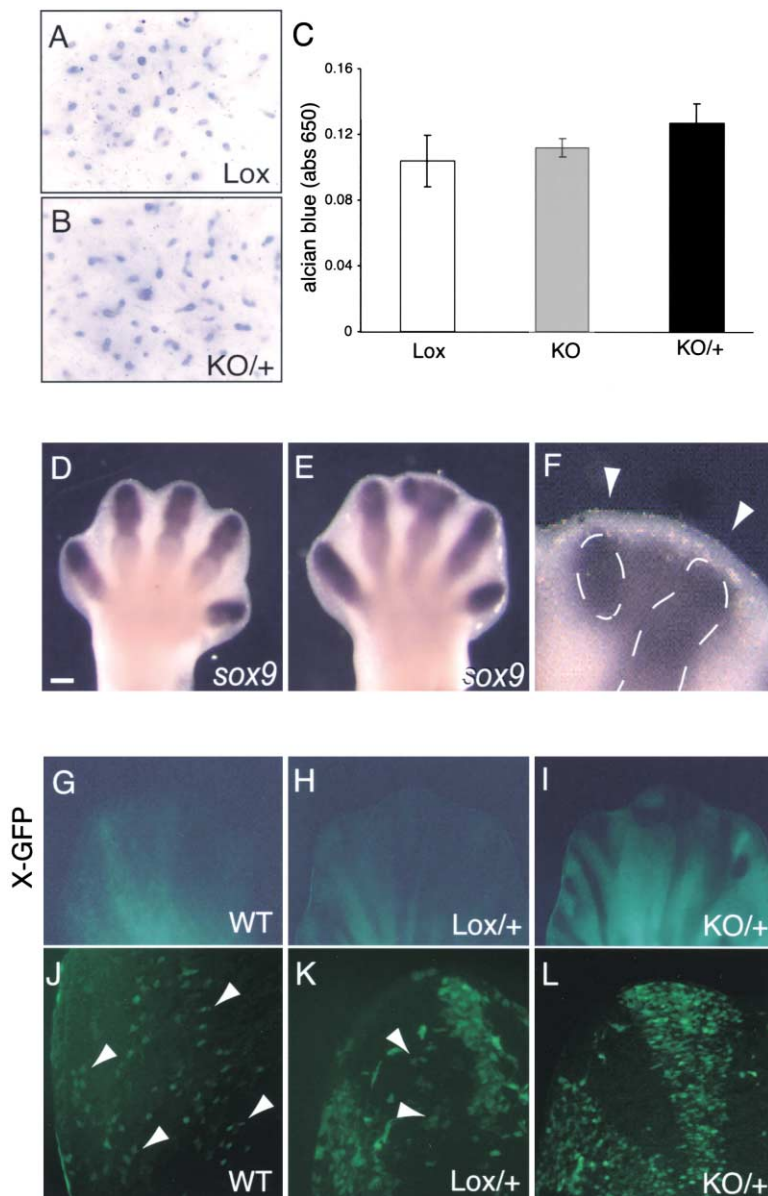 A
Lox
B
KO/+
C
alcian blue (abs 650)
0.16
0.12
0.08
0.04
0
Lox
KO
KO/+
D
sox9
E
sox9
F
X-GFP
G
WT
H
Lox/+
I
KO/+
J
WT
K
Lox/+
L
KO/+